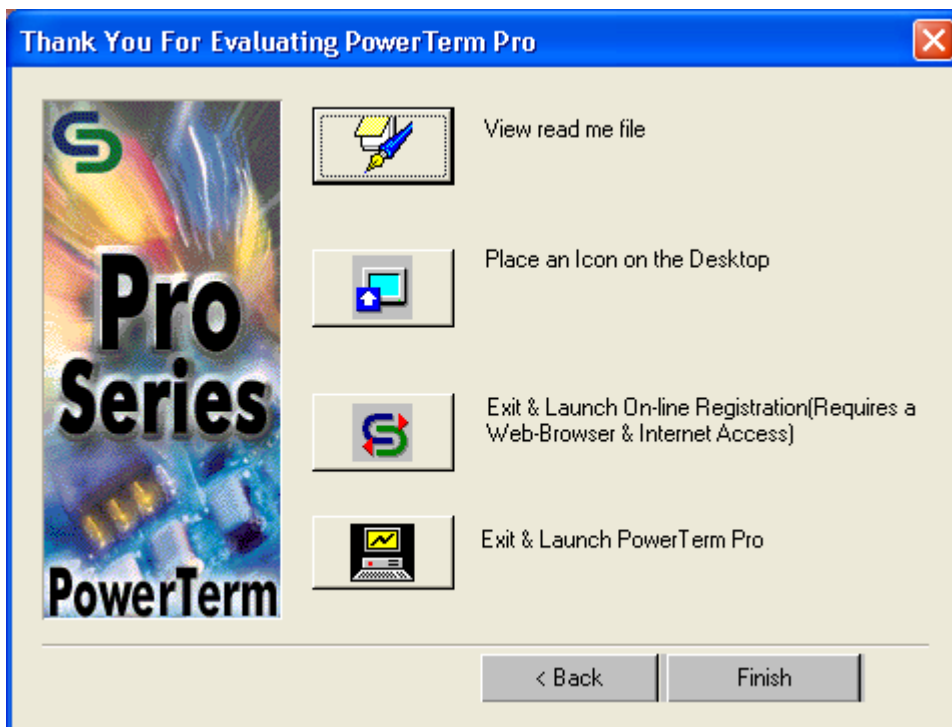 Thank You For Evaluating PowerTerm Pro
Pro
Series
PowerTerm
View read me file
Place an Icon on the Desktop
Exit & Launch On-line Registration(Requires a
Web-Browser & Internet Access)
Exit & Launch PowerTerm Pro
< Back
Finish